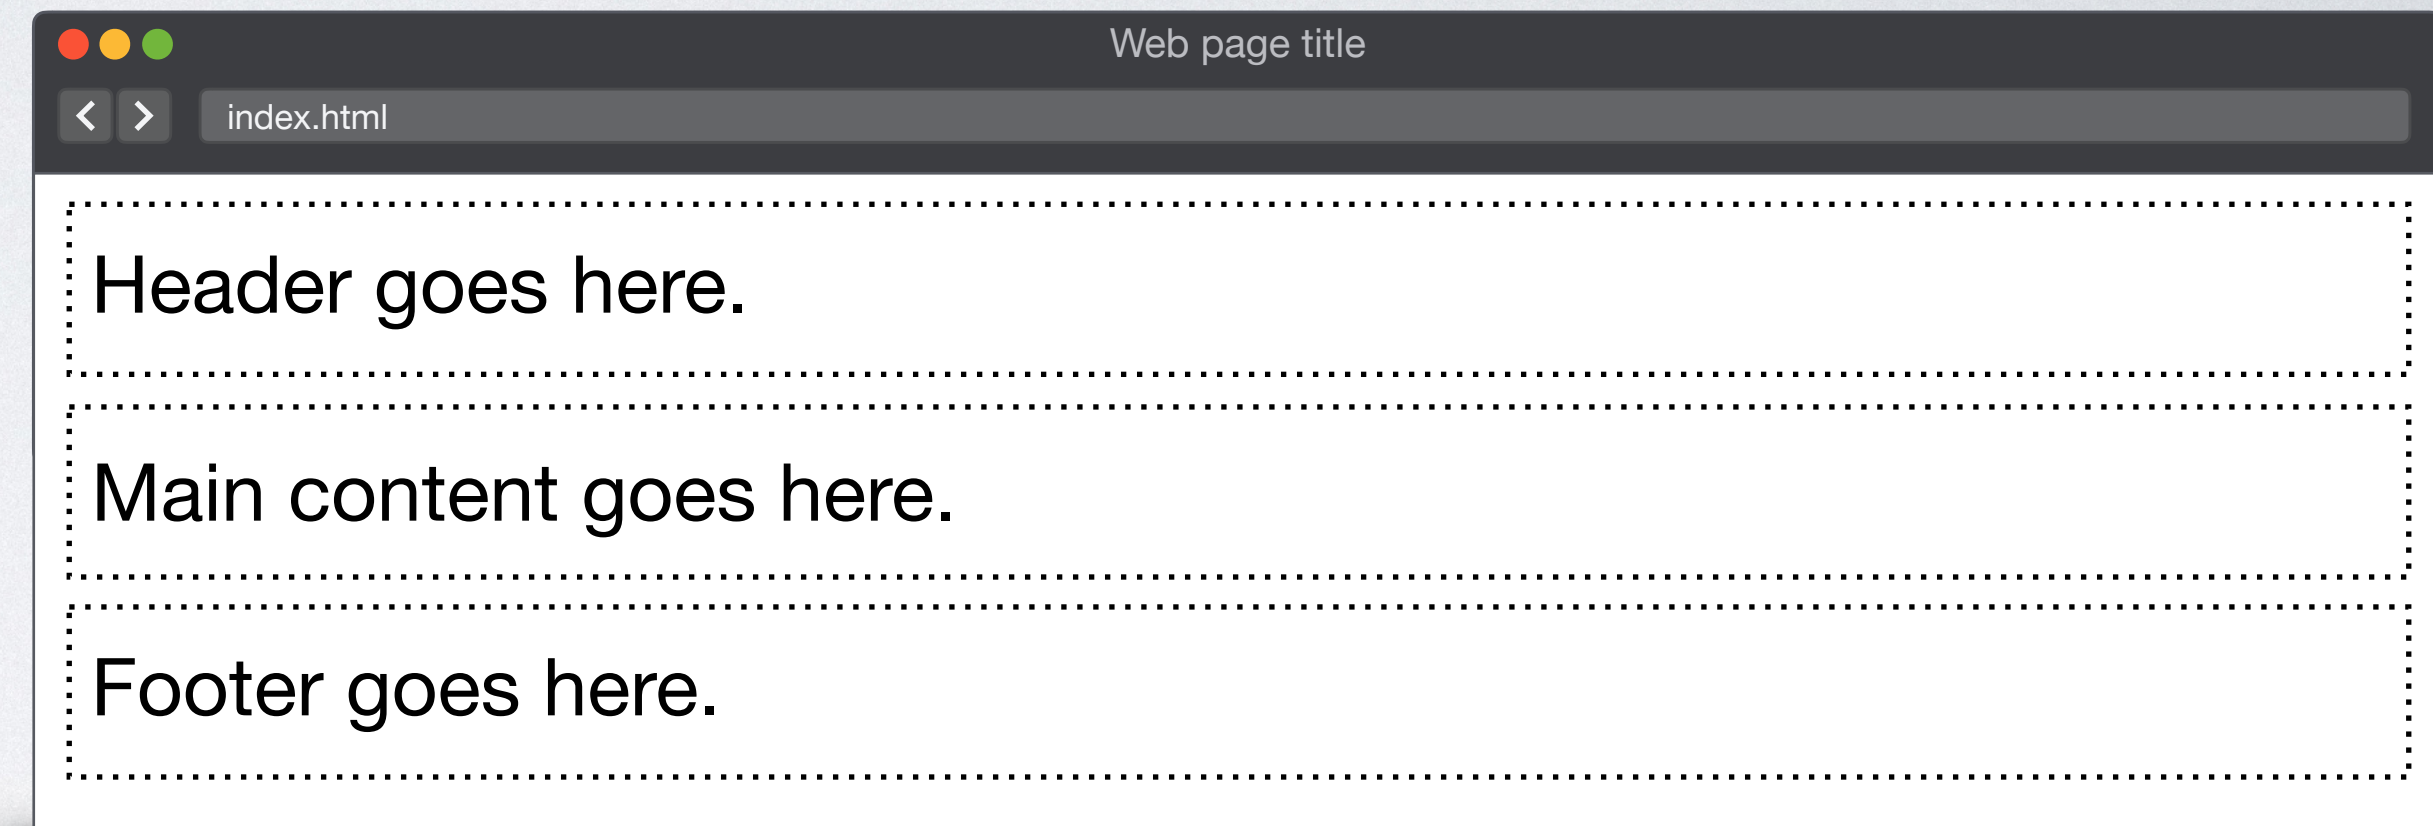 Web page title
index.html
Header goes here.
Main content goes here.
Footer goes here.